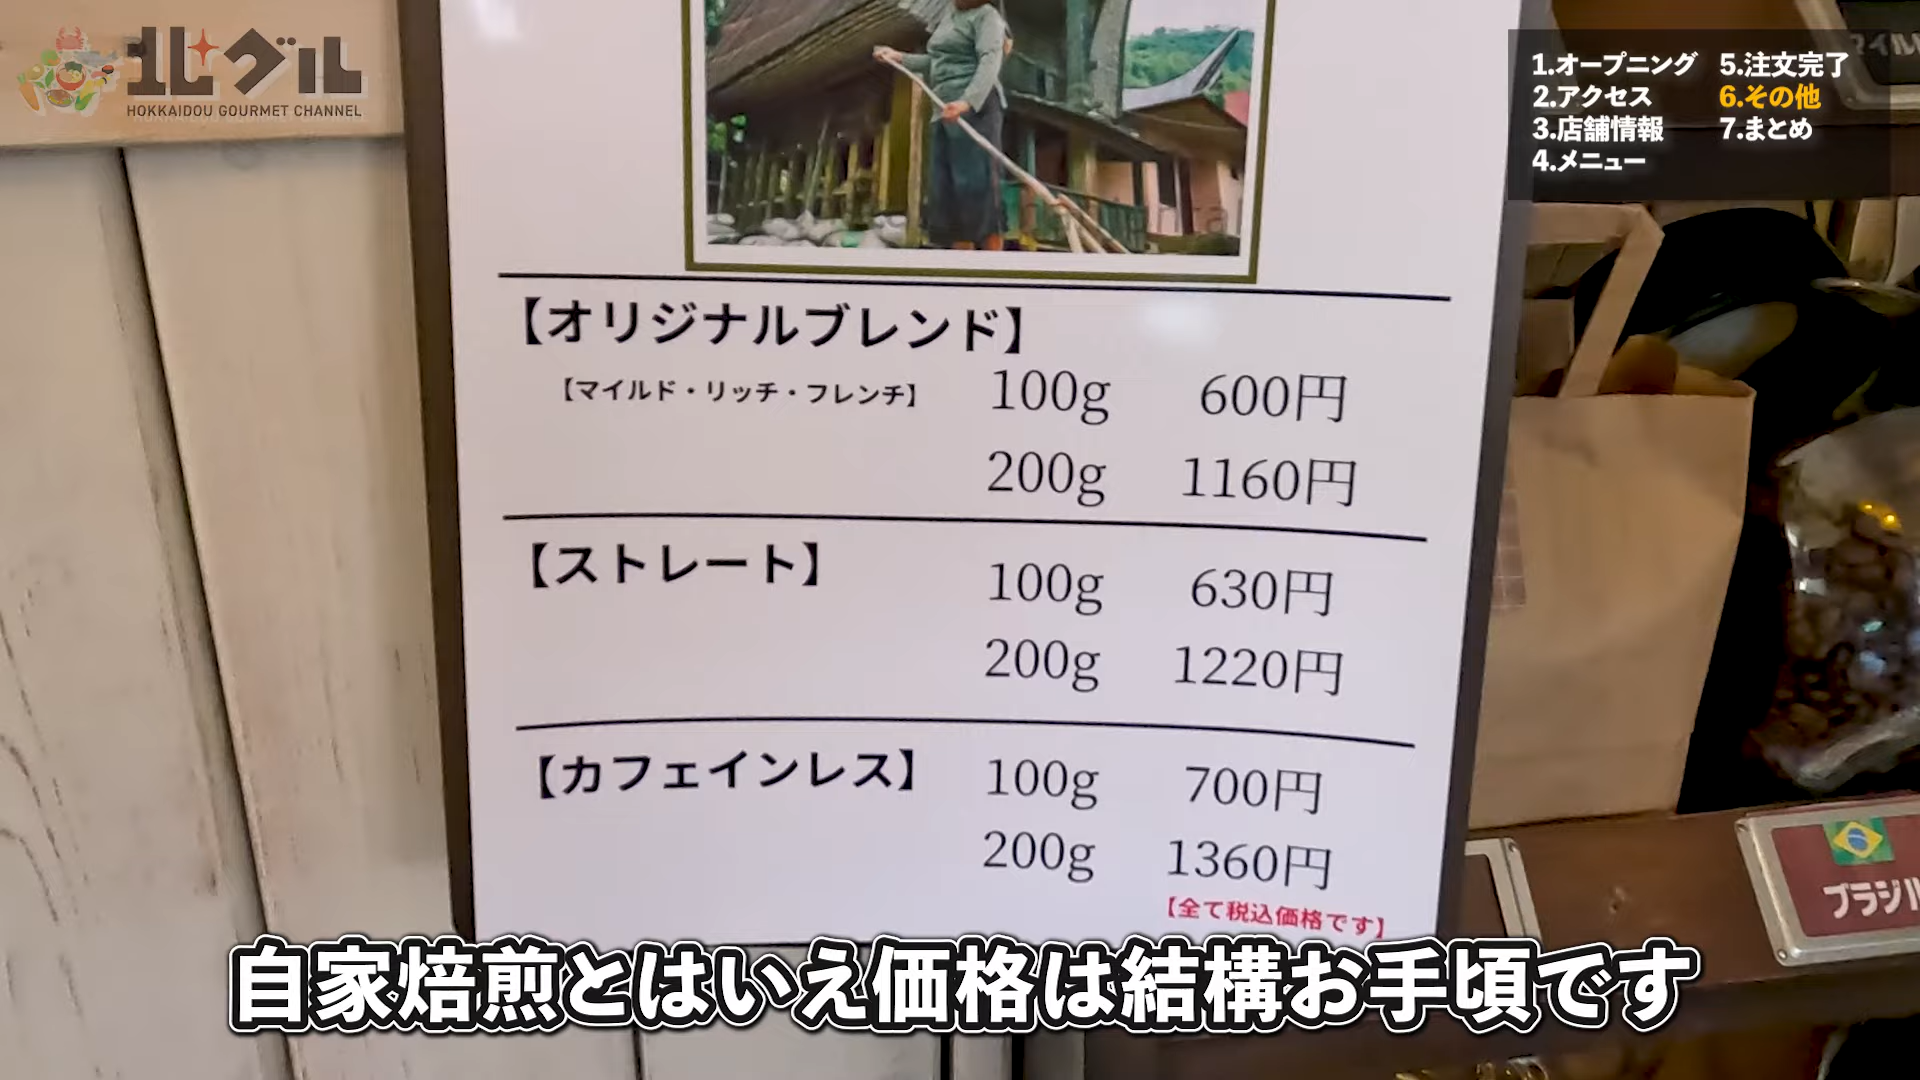 北グル
HOKKAIDOU GOURMET CHANNEL
1.オープニング
2.アクセス
3.店舗情報
4.メニュー
5.注文完了
6.その他
7.まとめ
【オリジナルブレンド】
【マイルド・リッチ・フレンチ】 100g 600円
200g 1160円
【ストレート】
100g 630円
200g 1220円
【カフェインレス】 100g 700円
200g 1360円
【全て税込価格です】
ブラジル
自家焙煎とはいえ価格は結構お手頃です